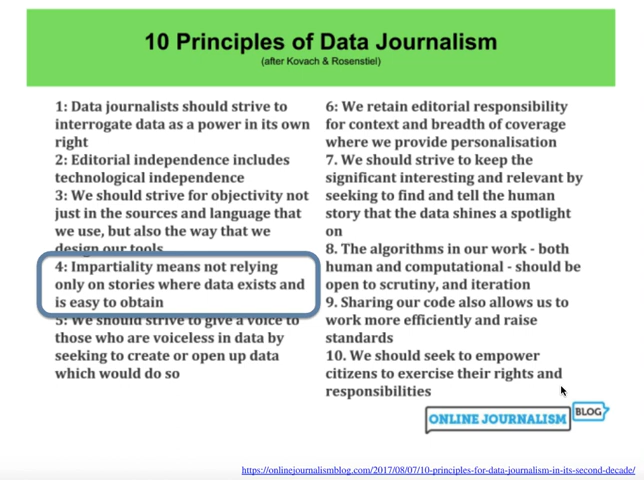 10 Principles of Data Journalism
(after Kovach & Rosenstiel)
1: Data journalists should strive to
interrogate data as a power in its own
right
2: Editorial independence includes
technological independence
3: We should strive for objectivity not
just in the sources and language that
we use, but also the way that we
design our tools
4: Impartiality means not relying
only on stories where data exists and
is easy to obtain
5: We should strive to give a voice to
those who are voiceless in data by
seeking to create or open up data
which would do so
6: We retain editorial responsibility
for context and breadth of coverage
where we provide personalisation
7. We should strive to keep the
significant interesting and relevant by
seeking to find and tell the human
story that the data shines a spotlight
on
8. The algorithms in our work - both
human and computational - should be
open to scrutiny, and iteration
9. Sharing our code also allows us to
work more efficiently and raise
standards
10. We should seek to empower
citizens to exercise their rights and
responsibilities
ONLINE JOURNALISM BLOG
https://onlinejournalismblog.com/2017/08/07/10-principles-for-data-journalism-in-its-second-decade/